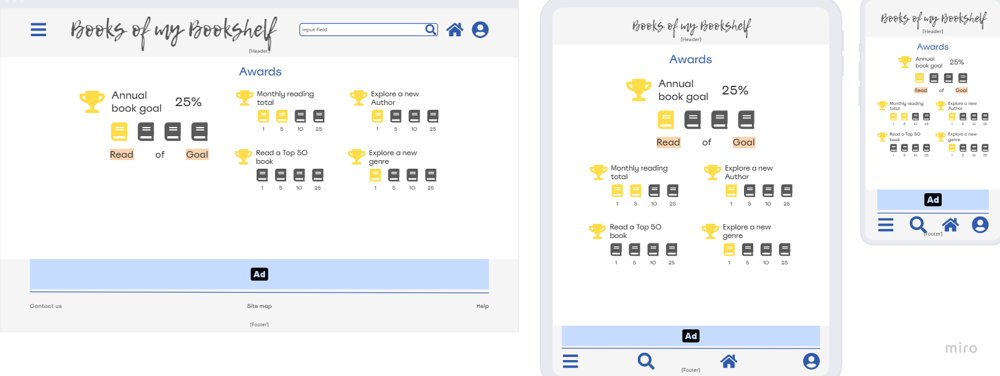 Books of my Bookshelf
Input field
[Header]
Awards
Annual
book goal
25%
Read of Goal
Monthly reading
total
1 5 10 25
Explore a new
Author
1 5 10 25
Read a Top 50
book
1 5 10 25
Explore a new
genre
1 5 10 25
Ad
Contact us Site map Help
[Footer]
Books of my Bookshelf
[Header]
Awards
Annual
book goal
25%
Read of Goal
Monthly reading
total
1 5 10 25
Explore a new
Author
1 5 10 25
Read a Top 50
book
1 5 10 25
Explore a new
genre
1 5 10 25
Ad
[Footer]
Books of my Bookshelf
[Header]
Awards
Annual
book goal
25%
Read of Goal
Monthly reading
total
1 5 10 25
Explore a new
Author
1 5 10 25
Read a Top 50
book
1 5 10 25
Explore a new
genre
1 5 10 25
Ad
[Footer]
miro